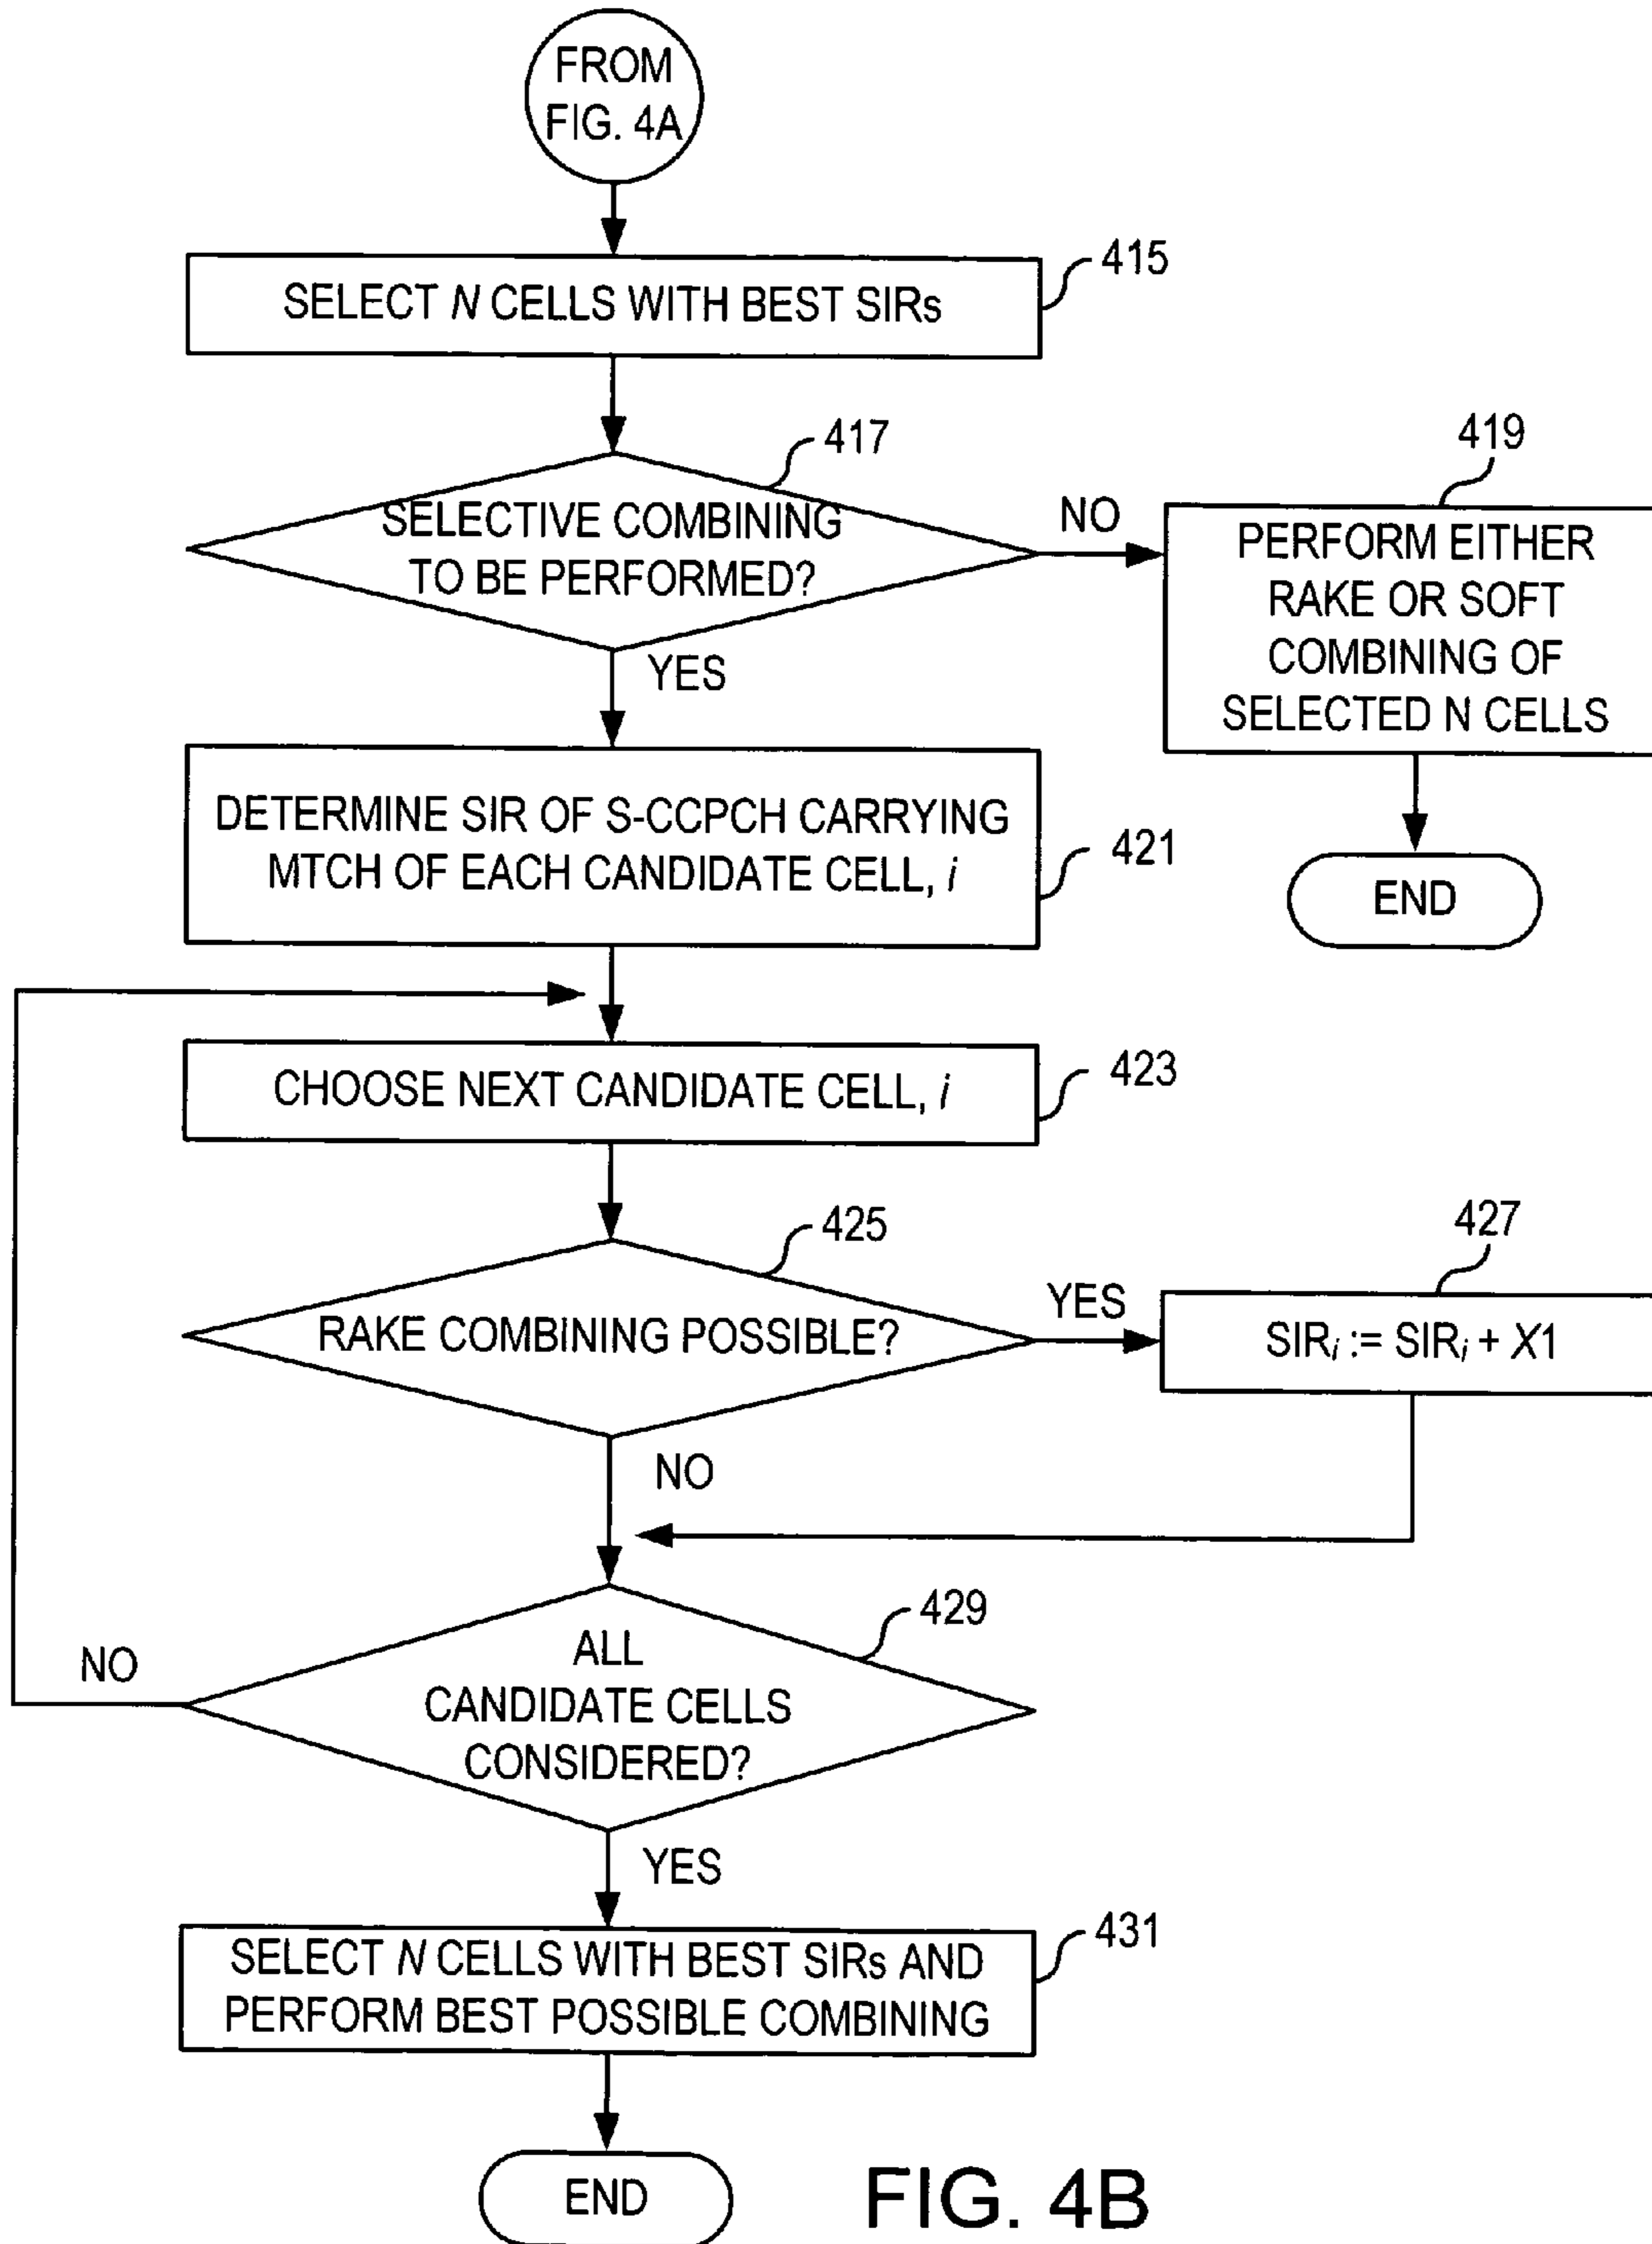 FROM
FIG. 4A
415
SELECT N CELLS WITH BEST SIRs
417
SELECTIVE COMBINING
TO BE PERFORMED?
NO
419
PERFORM EITHER
RAKE OR SOFT
COMBINING OF
SELECTED N CELLS
END
YES
DETERMINE SIR OF S-CCPCH CARRYING
MTCH OF EACH CANDIDATE CELL, i
421
CHOOSE NEXT CANDIDATE CELL, i
423
425
RAKE COMBINING POSSIBLE?
YES
427
SIRi := SIRi + X1
NO
429
ALL
CANDIDATE CELLS
CONSIDERED?
NO
YES
431
SELECT N CELLS WITH BEST SIRs AND
PERFORM BEST POSSIBLE COMBINING
END
FIG. 4B